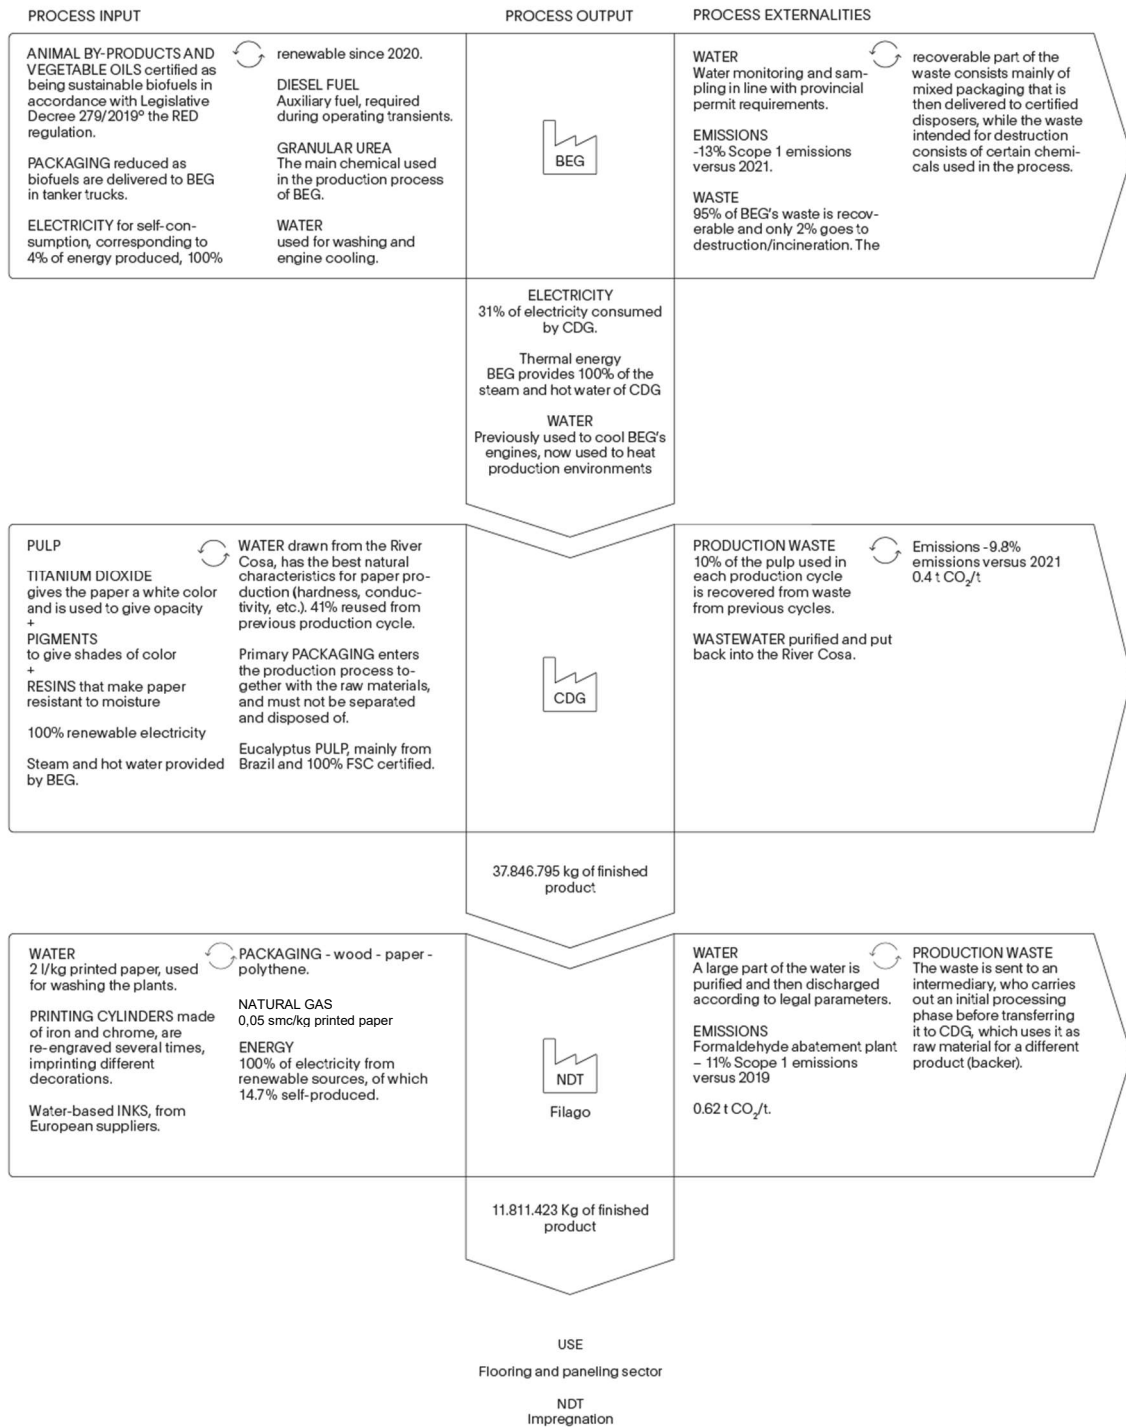 PROCESS INPUT
PROCESS OUTPUT
PROCESS EXTERNALITIES
ANIMAL BY-PRODUCTS AND
VEGETABLE OILS certified as
being sustainable biofuels in
accordance with Legislative
Decree 279/2019° the RED
regulation.
PACKAGING reduced as
biofuels are delivered to BEG
in tanker trucks.
ELECTRICITY for self-con-
sumption, corresponding to
4% of energy produced, 100%
renewable since 2020.
DIESEL FUEL
Auxiliary fuel, required
during operating transients.
GRANULAR UREA
The main chemical used
in the production process
of BEG.
WATER
used for washing and
engine cooling.
BEG
WATER
Water monitoring and sam-
pling in line with provincial
permit requirements.
EMISSIONS
-13% Scope 1 emissions
versus 2021.
WASTE
95% of BEG's waste is recov-
erable and only 2% goes to
destruction/incineration. The
recoverable part of the
waste consists mainly of
mixed packaging that is
then delivered to certified
disposers, while the waste
intended for destruction
consists of certain chemi-
cals used in the process.
ELECTRICITY
31% of electricity consumed
by CDG.
Thermal energy
BEG provides 100% of the
steam and hot water of CDG
WATER
Previously used to cool BEG's
engines, now used to heat
production environments
PULP
TITANIUM DIOXIDE
gives the paper a white color
and is used to give opacity
+
PIGMENTS
to give shades of color
+
RESINS that make paper
resistant to moisture
100% renewable electricity
Steam and hot water provided
by BEG.
WATER drawn from the River
Cosa, has the best natural
characteristics for paper pro-
duction (hardness, conduc-
tivity, etc.). 41% reused from
previous production cycle.
Primary PACKAGING enters
the production process to-
gether with the raw materials,
and must not be separated
and disposed of.
Eucalyptus PULP, mainly from
Brazil and 100% FSC certified.
CDG
PRODUCTION WASTE
10% of the pulp used in
each production cycle
is recovered from waste
from previous cycles.
WASTEWATER purified and put
back into the River Cosa.
Emissions -9.8%
emissions versus 2021
0.4 t CO₂/t
37.846.795 kg of finished
product
WATER
2 l/kg printed paper, used
for washing the plants.
PRINTING CYLINDERS made
of iron and chrome, are
re-engraved several times,
imprinting different
decorations.
Water-based INKS, from
European suppliers.
PACKAGING - wood - paper -
polythene.
NATURAL GAS
0,05 smc/kg printed paper
ENERGY
100% of electricity from
renewable sources, of which
14.7% self-produced.
NDT
Filago
WATER
A large part of the water is
purified and then discharged
according to legal parameters.
EMISSIONS
Formaldehyde abatement plant
– 11% Scope 1 emissions
versus 2019
0.62 t CO₂/t.
PRODUCTION WASTE
The waste is sent to an
intermediary, who carries
out an initial processing
phase before transferring
it to CDG, which uses it as
raw material for a different
product (backer).
11.811.423 Kg of finished
product
USE
Flooring and paneling sector
NDT
Impregnation